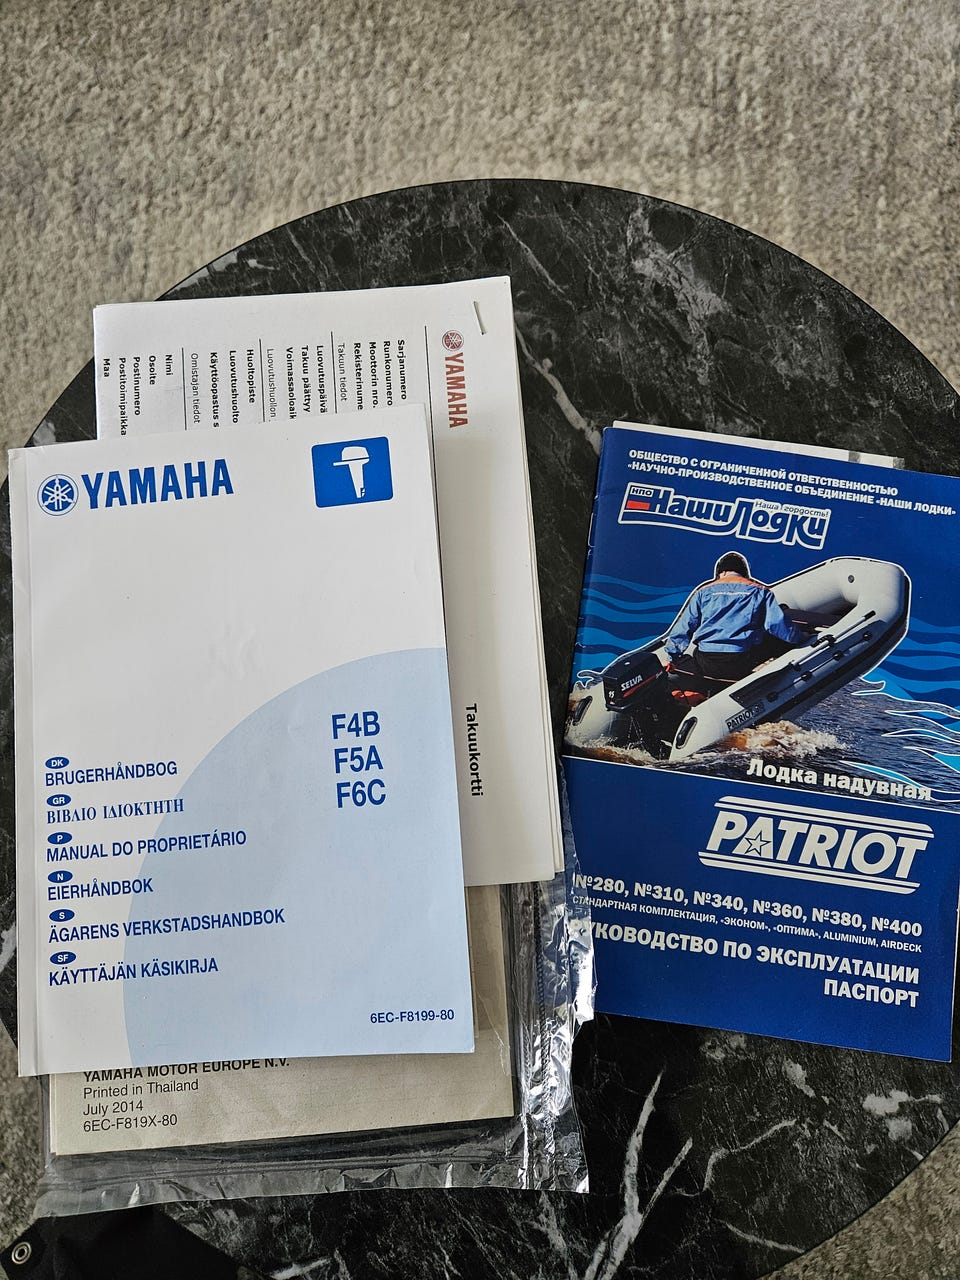 YAMAHA
Sarjanumero
Runkonumero
Moottorin nro.
Rekisterinume
Takuun tiedot
Luovutuspäivä
Takuu päättyy
Voimassaoloaik
Luovutushuollon
Huoltopiste
Luovutushuolto
Käyttöopastus s
Omistajan tiedot
Nimi
Osoite
Postinumero
Postitoimipaikka
Maa
Takuukortti
YAMAHA
F4B
F5A
F6C
DK
BRUGERHÅNDBOG
GR
ΒΙΒΛΙΟ ΙΔΙΟΚΤΗΤΗ
P
MANUAL DO PROPRIETÁRIO
N
EIERHÅNDBOK
S
ÄGARENS VERKSTADSHANDBOK
SF
KÄYTTÄJÄN KÄSIKIRJA
6EC-F8199-80
YAMAHA MOTOR EUROPE N.V.
Printed in Thailand
July 2014
6EC-F819X-80
ОБЩЕСТВО С ОГРАНИЧЕННОЙ ОТВЕТСТВЕННОСТЬЮ
«НАУЧНО-ПРОИЗВОДСТВЕННОЕ ОБЪЕДИНЕНИЕ «НАШИ ЛОДКИ»
НПО
Наша гордость!
Наши Лодки
SELVA
15
PATRIOT
Лодка надувная
PATRIOT
№280, №310, №340, №360, №380, №400
СТАНДАРТНАЯ КОМПЛЕКТАЦИЯ, «ЭКОНОМ», «ОПТИМА», ALUMINIUM, AIRDECK
РУКОВОДСТВО ПО ЭКСПЛУАТАЦИИ
ПАСПОРТ